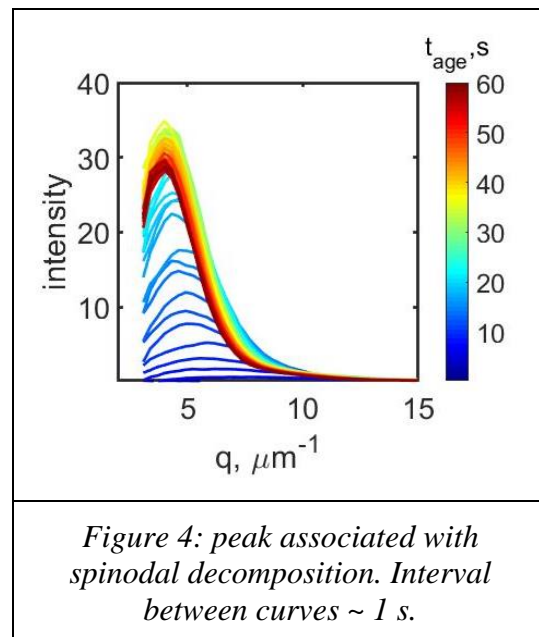 t_age,s
40
30
20
10
intensity
5
10
15
q, μm⁻¹
60
50
40
30
20
10
Figure 4: peak associated with
spinodal decomposition. Interval
between curves ~ 1 s.